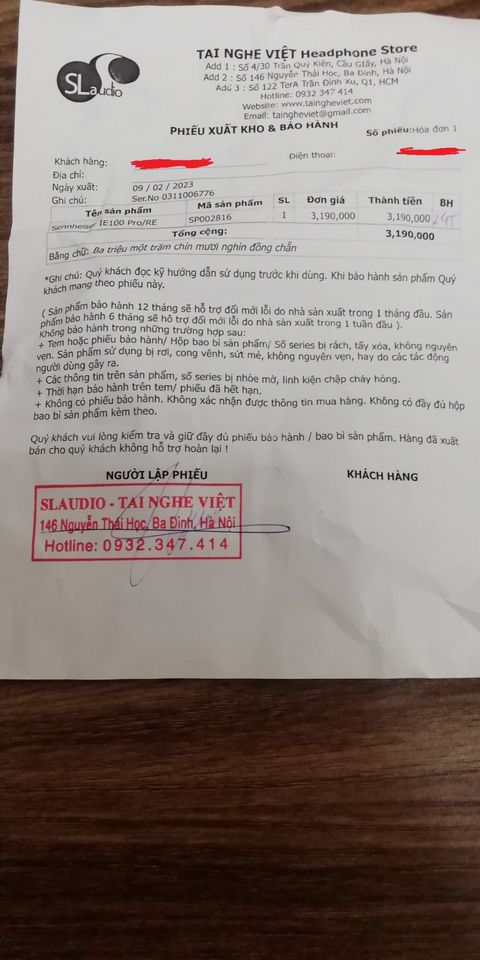 SLaudio
TAI NGHE VIỆT Headphone Store
Add 1 : Số 4/30 Trần Quý Kiên, Cầu Giấy, Hà Nội
Add 2 : Số 146 Nguyễn Thái Học, Ba Đình, Hà Nội
Add 3 : Số 122 TerA Trần Đình Xu, Q1, HCM
Hotline: 0932 347 414
Website: www.taingheviet.com
Email: taingheviet@gmail.com
PHIẾU XUẤT KHO & BẢO HÀNH
Số phiếu:Hóa đơn 1
Khách hàng:
Điện thoại:
Địa chỉ:
Ngày xuất: 09 / 02 / 2023
Ghi chú: Ser.No 0311006776
Tên sản phẩm Mã sản phẩm SL Đơn giá Thành tiền BH
Sennheiser IE100 Pro/RE SP002816 1 3,190,000 3,190,000 24T
Tổng cộng: 3,190,000
Bằng chữ: Ba triệu một trăm chín mươi nghìn đồng chẵn
*Ghi chú: Quý khách đọc kỹ hướng dẫn sử dụng trước khi dùng. Khi bảo hành sản phẩm Quý
khách mang theo phiếu này.
( Sản phẩm bảo hành 12 tháng sẽ hỗ trợ đổi mới lỗi do nhà sản xuất trong 1 tháng đầu. Sản
phẩm bảo hành 6 tháng sẽ hỗ trợ đổi mới lỗi do nhà sản xuất trong 1 tuần đầu ).
Không bảo hành trong những trường hợp sau:
+ Tem hoặc phiếu bảo hành/ Hộp bao bì sản phẩm/ Số series bị rách, tẩy xóa, không nguyên
vẹn. Sản phẩm sử dụng bị rơi, cong vênh, sứt mẻ, không nguyên vẹn, hay do các tác động
người dùng gây ra.
+ Các thông tin trên sản phẩm, số series bị nhòe mờ, linh kiện chập cháy hỏng.
+ Thời hạn bảo hành trên tem/ phiếu đã hết hạn.
+ Không có phiếu bảo hành. Không xác nhận được thông tin mua hàng. Không có đầy đủ hộp
bao bì sản phẩm kèm theo.
Quý khách vui lòng kiểm tra và giữ đầy đủ phiếu bảo hành / bao bì sản phẩm. Hàng đã xuất
bán cho quý khách không hỗ trợ hoàn lại !
NGƯỜI LẬP PHIẾU KHÁCH HÀNG
SLAUDIO - TAI NGHE VIỆT
146 Nguyễn Thái Học, Ba Đình, Hà Nội
Hotline: 0932.347.414